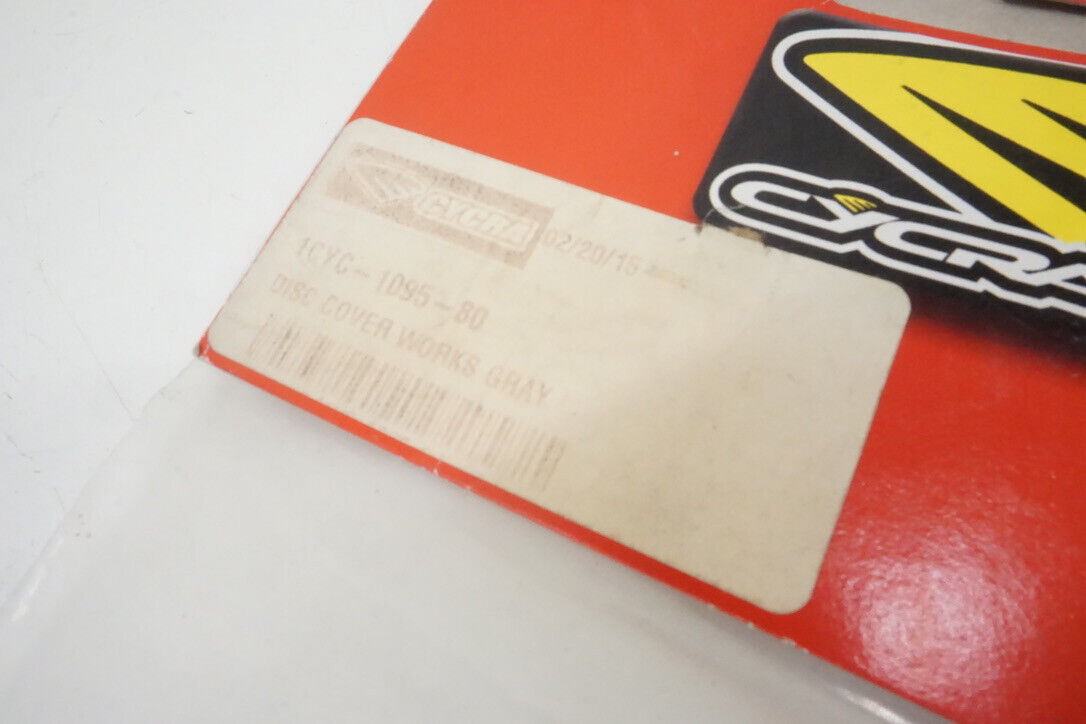 CYCRA
02/20/15
1CYC-1095-80
DISC COVER WORKS GRAY
CYCRA